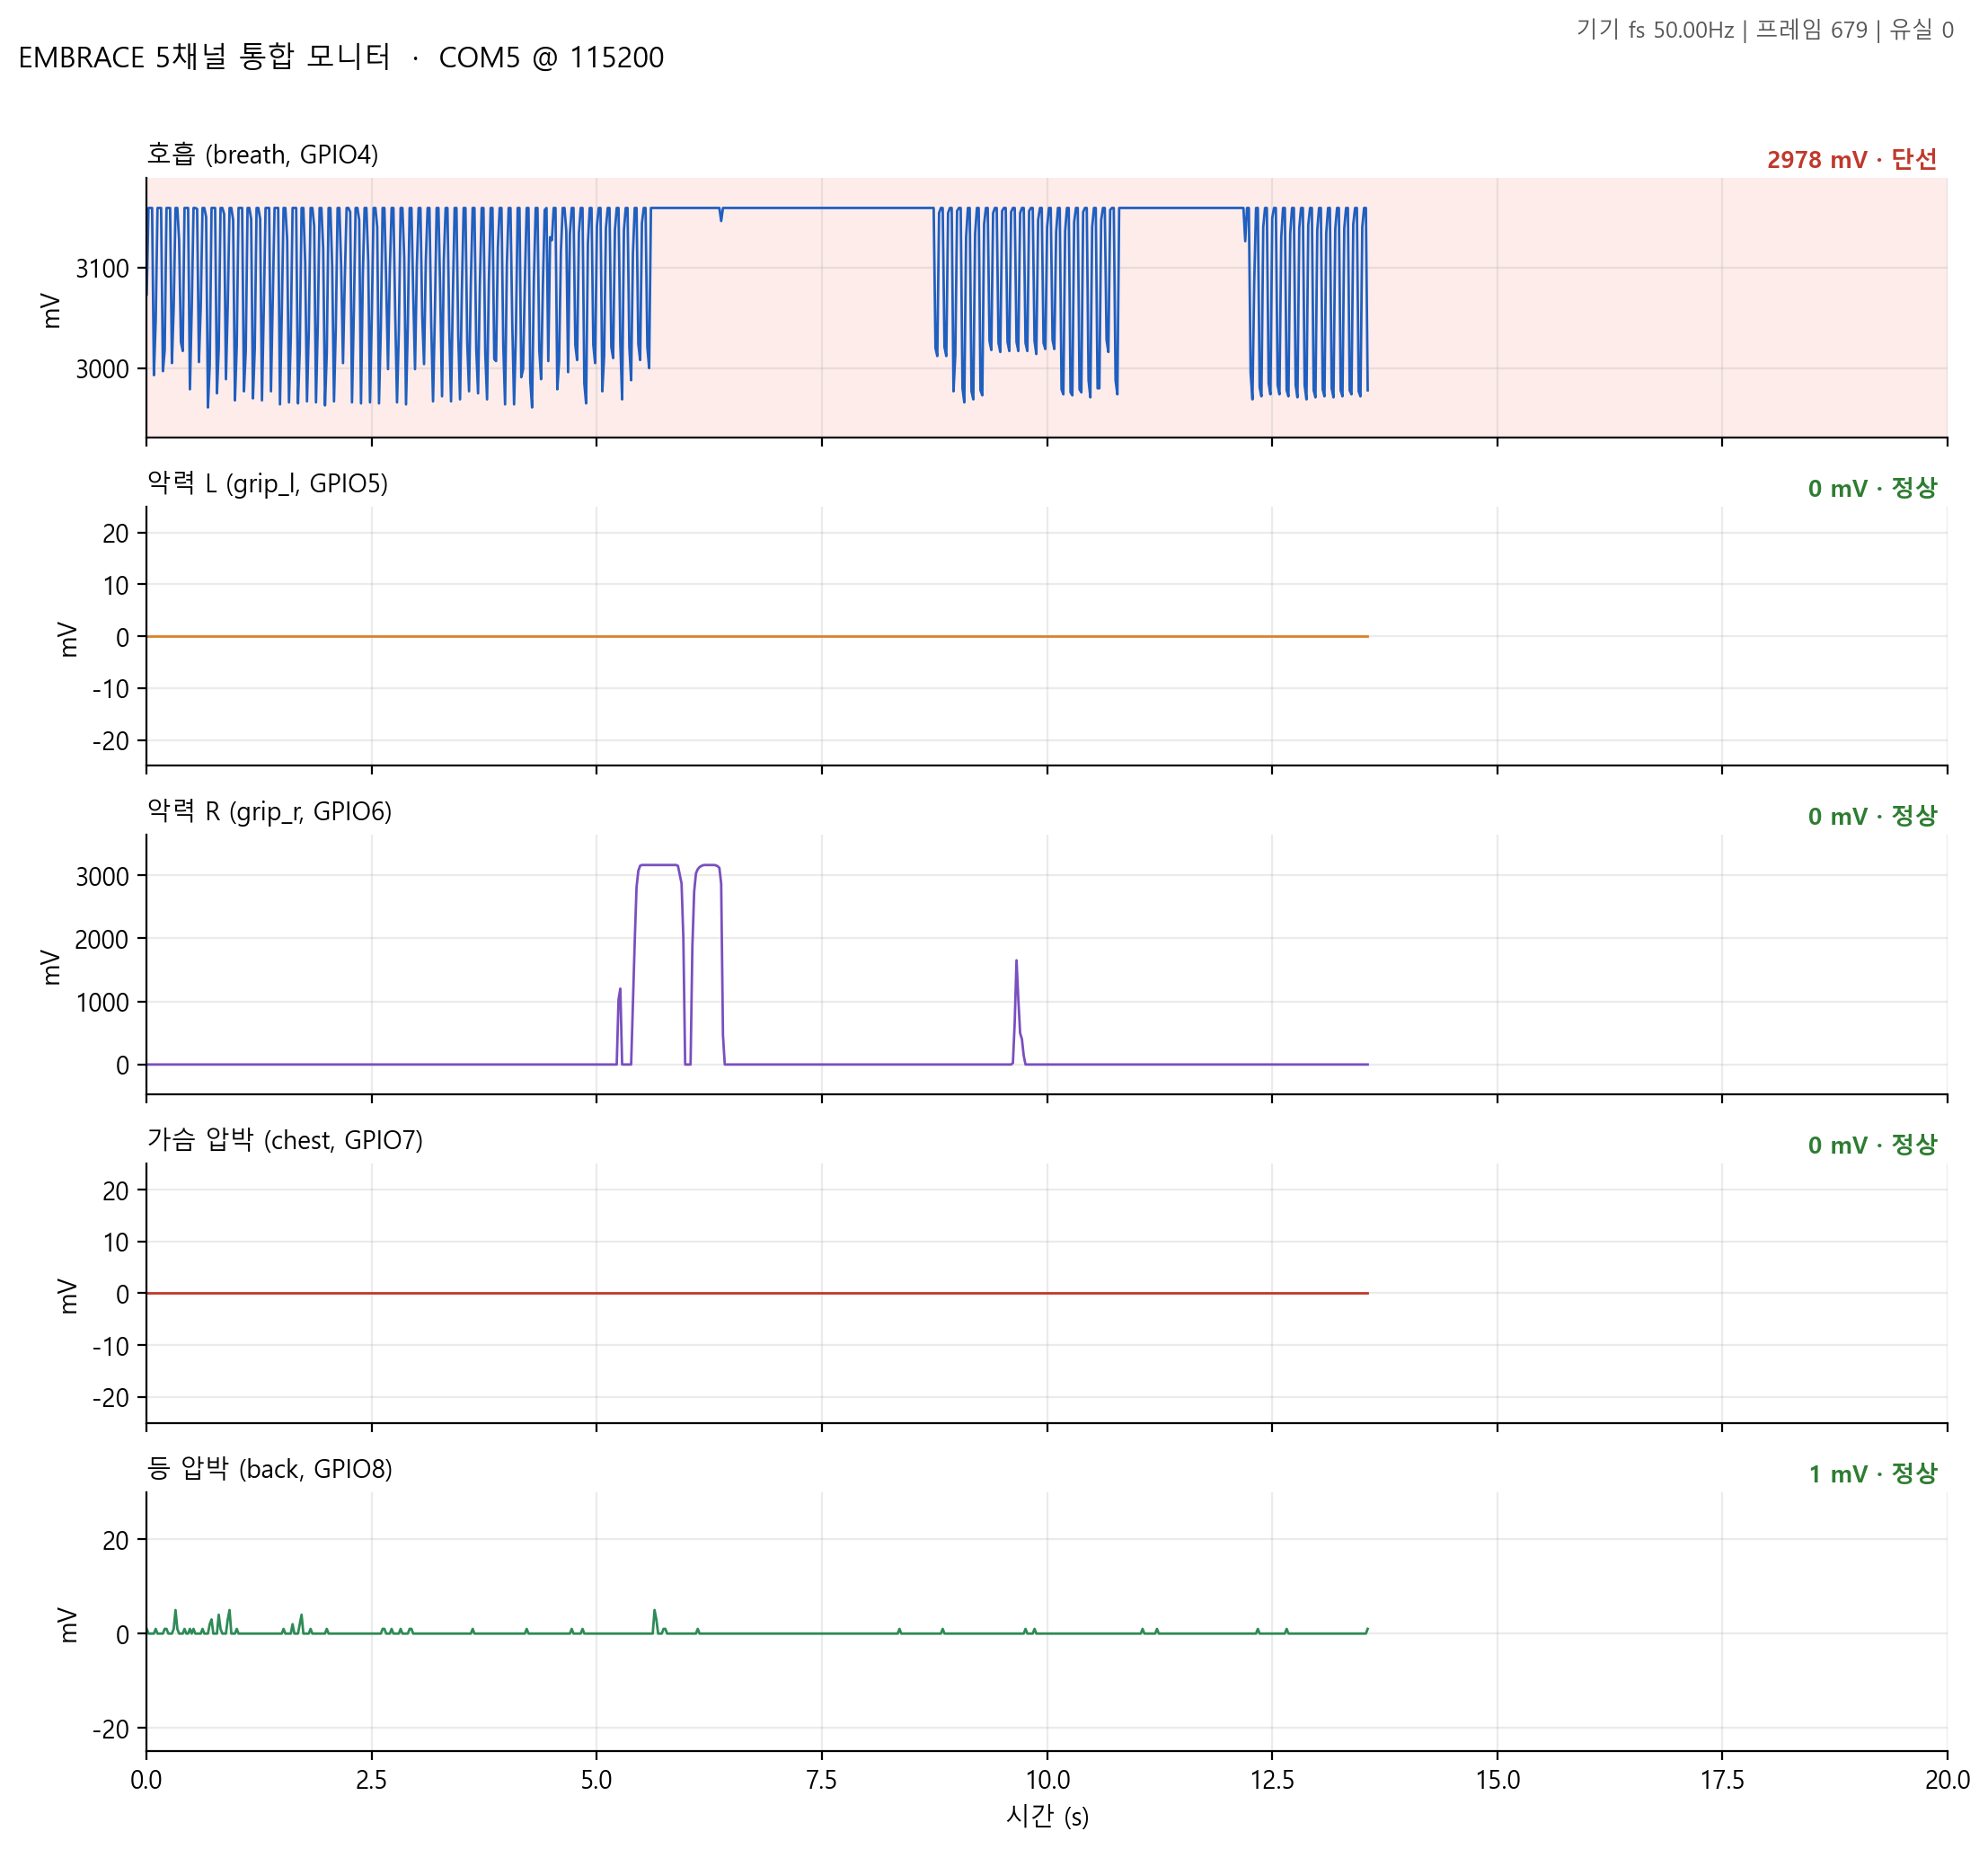 기기 fs 50.00Hz | 프레임 679 | 유실 0
EMBRACE 5채널 통합 모니터 · COM5 @ 115200
호흡 (breath, GPIO4)
2978 mV · 단선
3100
3000
mV
악력 L (grip_l, GPIO5)
0 mV · 정상
20
10
0
-10
-20
mV
악력 R (grip_r, GPIO6)
0 mV · 정상
3000
2000
1000
0
mV
가슴 압박 (chest, GPIO7)
0 mV · 정상
20
10
0
-10
-20
mV
등 압박 (back, GPIO8)
1 mV · 정상
20
0
-20
mV
0.0 2.5 5.0 7.5 10.0 12.5 15.0 17.5 20.0
시간 (s)